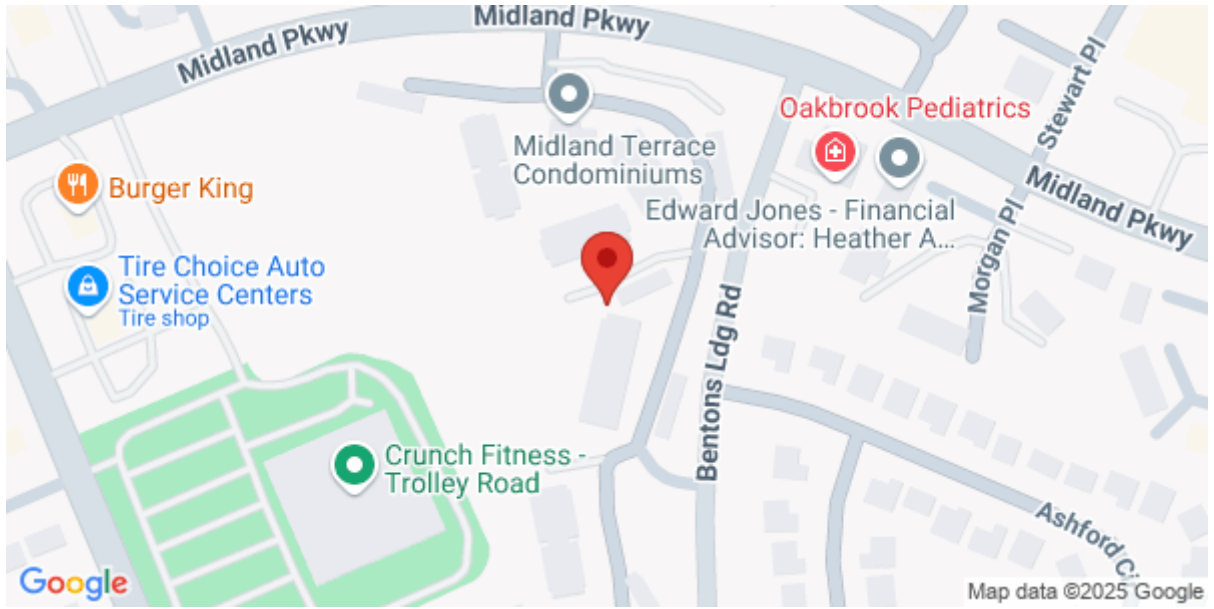 Midland Pkwy
Midland Pkwy
Stewart Pl
Oakbrook Pediatrics
Midland Terrace
Condominiums
Burger King
Edward Jones - Financial
Advisor: Heather A...
Midland Pkwy
Morgan Pl
Tire Choice Auto
Service Centers
Tire shop
Bentons Ldg Rd
Crunch Fitness -
Trolley Road
Ashford Ci
Google
Map data ©2025 Google